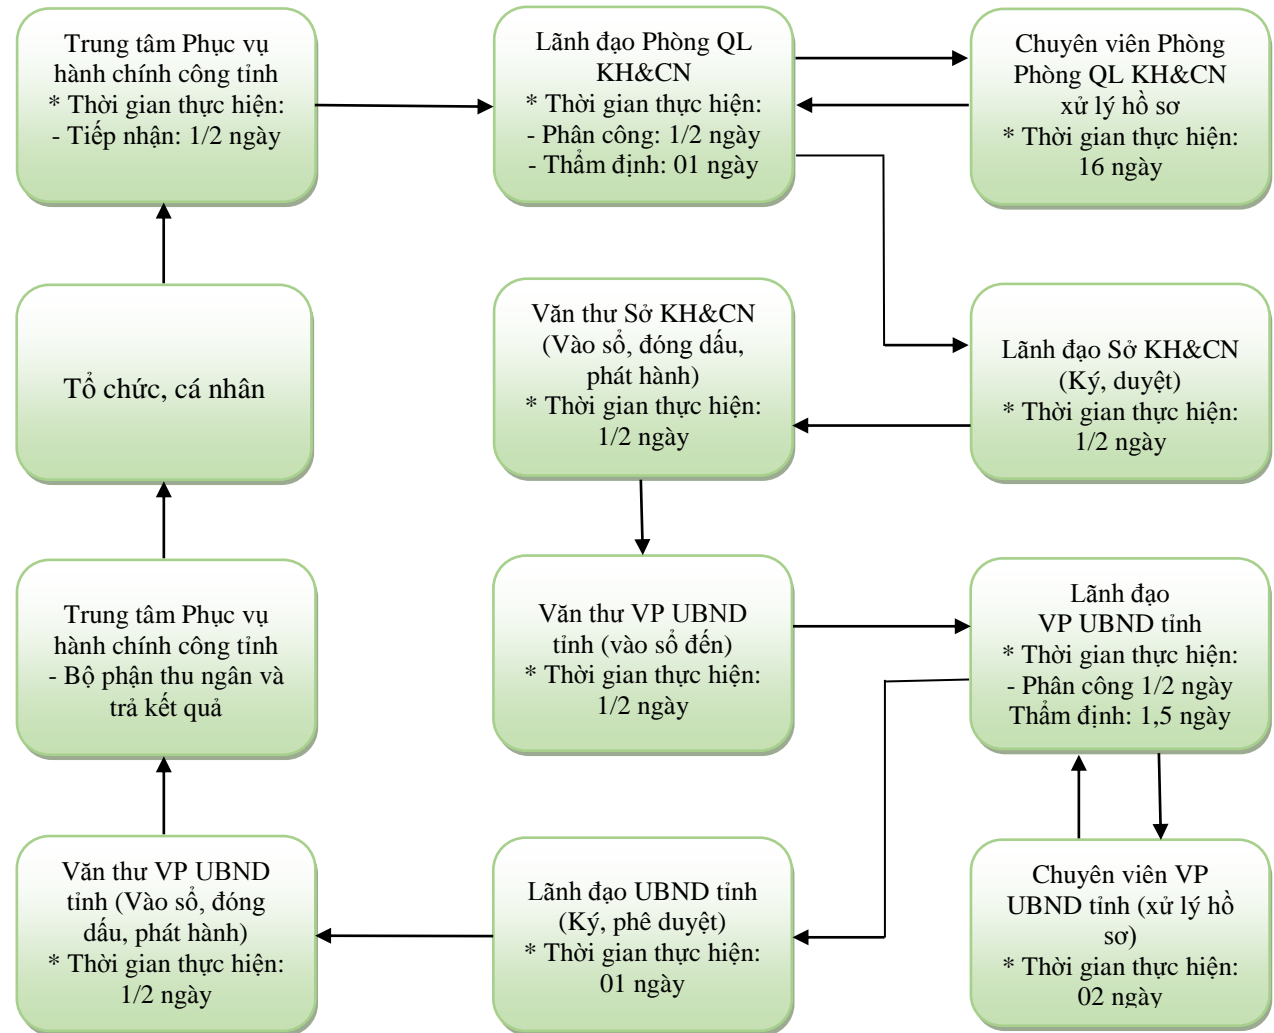 Trung tâm Phục vụ
hành chính công tỉnh
* Thời gian thực hiện:
- Tiếp nhận: 1/2 ngày
Lãnh đạo Phòng QL
KH&CN
* Thời gian thực hiện:
- Phân công: 1/2 ngày
- Thẩm định: 01 ngày
Chuyên viên Phòng
Phòng QL KH&CN
xử lý hồ sơ
* Thời gian thực hiện:
16 ngày
Tổ chức, cá nhân
Văn thư Sở KH&CN
(Vào sổ, đóng dấu,
phát hành)
* Thời gian thực hiện:
1/2 ngày
Lãnh đạo Sở KH&CN
(Ký, duyệt)
* Thời gian thực hiện:
1/2 ngày
Trung tâm Phục vụ
hành chính công tỉnh
- Bộ phận thu ngân và
trả kết quả
Văn thư VP UBND
tỉnh (vào sổ đến)
* Thời gian thực hiện:
1/2 ngày
Lãnh đạo
VP UBND tỉnh
* Thời gian thực hiện:
- Phân công 1/2 ngày
Thẩm định: 1,5 ngày
Văn thư VP UBND
tỉnh (Vào sổ, đóng
dấu, phát hành)
* Thời gian thực hiện:
1/2 ngày
Lãnh đạo UBND tỉnh
(Ký, phê duyệt)
* Thời gian thực hiện:
01 ngày
Chuyên viên VP
UBND tỉnh (xử lý hồ
sơ)
* Thời gian thực hiện:
02 ngày